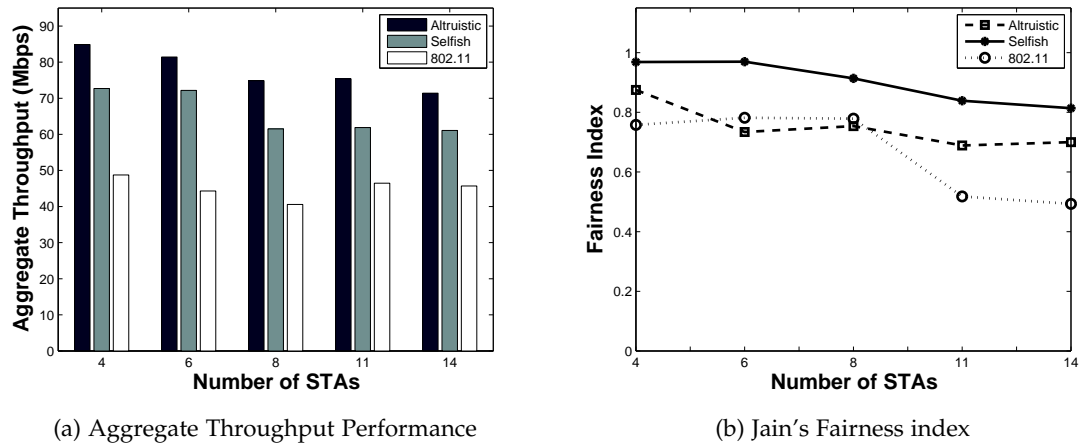 Aggregate Throughput (Mbps)
90
80
70
60
50
40
30
20
10
0
4
6
8
11
14
Number of STAs
Altruistic
Selfish
802.11
(a) Aggregate Throughput Performance
Fairness Index
1
0.8
0.6
0.4
0.2
0
4
6
8
11
14
Number of STAs
Altruistic
Selfish
802.11
(b) Jain's Fairness index